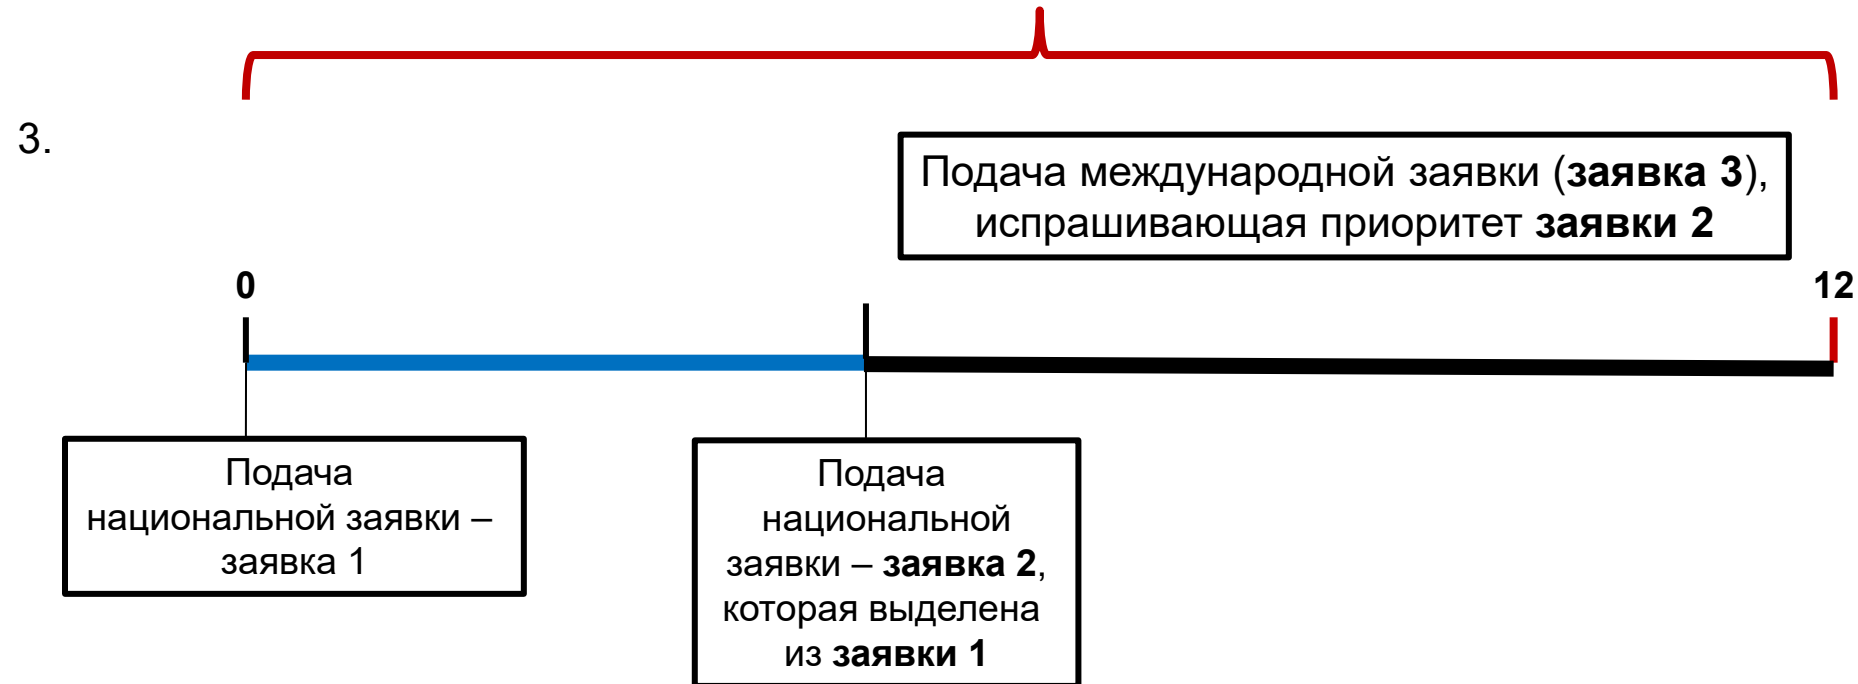 3.
Подача международной заявки (заявка 3),
испрашивающая приоритет заявки 2
0
12
Подача
национальной заявки –
заявка 1
Подача
национальной
заявки – заявка 2,
которая выделена
из заявки 1